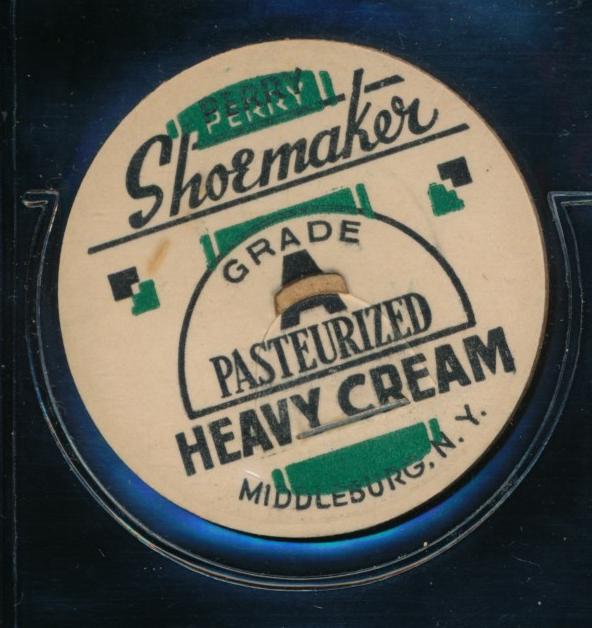 PERRY
Shoemaker
GRADE
A
PASTEURIZED
HEAVY CREAM
MIDDLEBURG, N. Y.